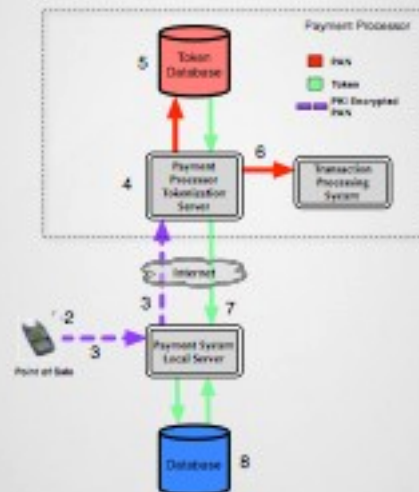 Payment Processor
5
Token
Database
PAN
Token
PKI Encrypted
PAN
4
Payment
Processor
Tokenization
Server
6
Transaction
Processing
System
Internet
3
7
2
3
Point of Sale
Payment System
Local Server
Database
8